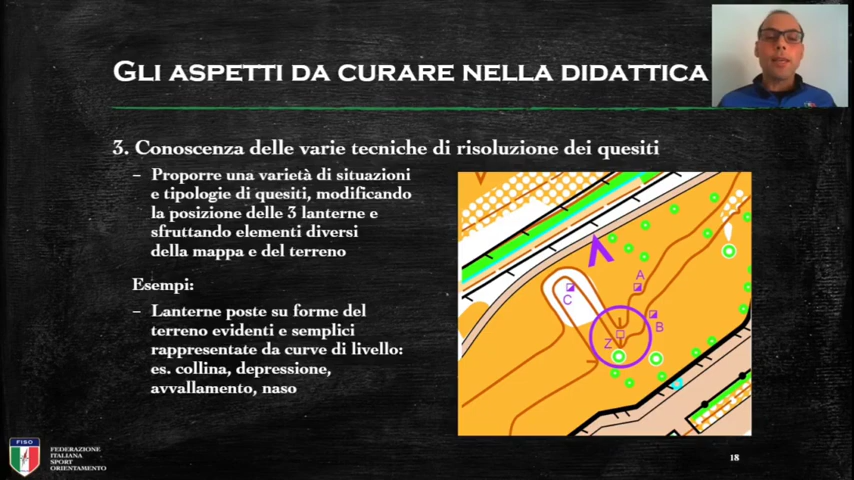 GLI ASPETTI DA CURARE NELLA DIDATTICA
3. Conoscenza delle varie tecniche di risoluzione dei quesiti
– Proporre una varietà di situazioni
e tipologie di quesiti, modificando
la posizione delle 3 lanterne e
sfruttando elementi diversi
della mappa e del terreno
Esempi:
– Lanterne poste su forme del
terreno evidenti e semplici
rappresentate da curve di livello:
es. collina, depressione,
avvallamento, naso
A
C
B
Z
FISO
FEDERAZIONE
ITALIANA
SPORT
ORIENTAMENTO
18